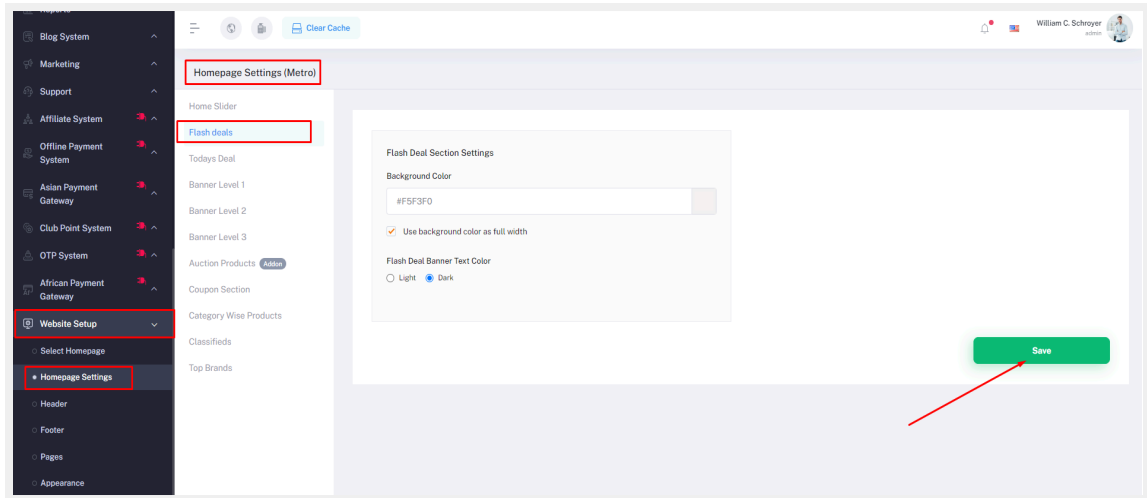 Reports
Blog System
Marketing
Support
Affiliate System
Offline Payment
System
Asian Payment
Gateway
Club Point System
OTP System
African Payment
Gateway
Website Setup
Select Homepage
Homepage Settings
Header
Footer
Pages
Appearance
Clear Cache
William C. Schroyer
admin
Homepage Settings (Metro)
Home Slider
Flash deals
Todays Deal
Banner Level 1
Banner Level 2
Banner Level 3
Auction Products Addon
Coupon Section
Category Wise Products
Classifieds
Top Brands
Flash Deal Section Settings
Background Color
#F5F3F0
Use background color as full width
Flash Deal Banner Text Color
Light Dark
Save